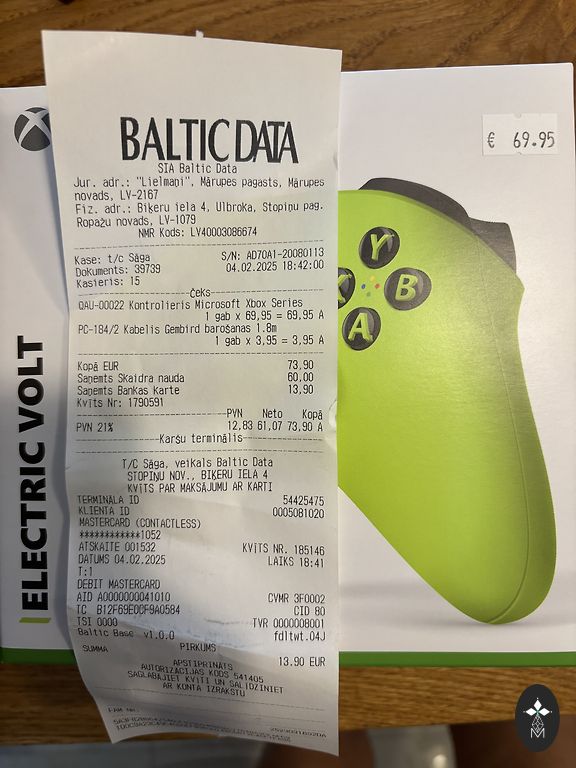 BALTIC DATA
SIA Baltic Data
Jur. adr.: "Lielmaņi", Mārupes pagasts, Mārupes
novads, LV-2167
Fiz. adr.: Biķeru iela 4, Ulbroka, Stopiņu pag.
Ropažu novads, LV-1079
NMR Kods: LV40003086674
Kase: t/c Sāga S/N: AD70A1-20080113
Dokuments: 39739 04.02.2025 18:42:00
Kasieris: 15
Čeks
QAU-00022 Kontrolieris Microsoft Xbox Series
1 gab x 69,95 = 69,95 A
PC-184/2 Kabelis Gembird barošanas 1.8m
1 gab x 3,95 = 3,95 A
Kopā EUR 73,90
Saņemts Skaidra nauda 60,00
Saņemts Bankas karte 13,90
Kvīts Nr: 1790591
PVN Neto Kopā
PVN 21% 12,83 61,07 73,90 A
Karšu terminālis
T/C Sāga, veikals Baltic Data
STOPIŅU NOV., BIĶERU IELA 4
KVĪTS PAR MAKSĀJUMU AR KARTI
TERMINĀLA ID 54425475
KLIENTA ID 0005081020
MASTERCARD (CONTACTLESS)
************1052
ATSKAITE 001532 KVĪTS NR. 185146
DATUMS 04.02.2025 LAIKS 18:41
T:1
DEBIT MASTERCARD
AID A0000000041010 CVMR 3F0002
TC B12F69E0CF9A0584 CID 80
TSI 0000 TVR 0000008001
Baltic Base v1.0.0 fdltwt.04J
SUMMA PIRKUMS
13.90 EUR
APSTIPRINĀTS
AUTORIZĀCIJAS KODS 541405
SAGLABĀJIET KVĪTI UN SALĪDZINIET
AR KONTA IZRAKSTU
€ 69.95
Y
X
B
A
ELECTRIC VOLT
M